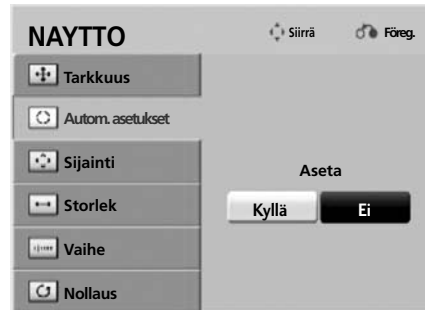 NAYTTO
Siirrä
Föreg.
Tarkkuus
Autom. asetukset
Sijainti
Storlek
Vaihe
Nollaus
Aseta
Kyllä
Ei